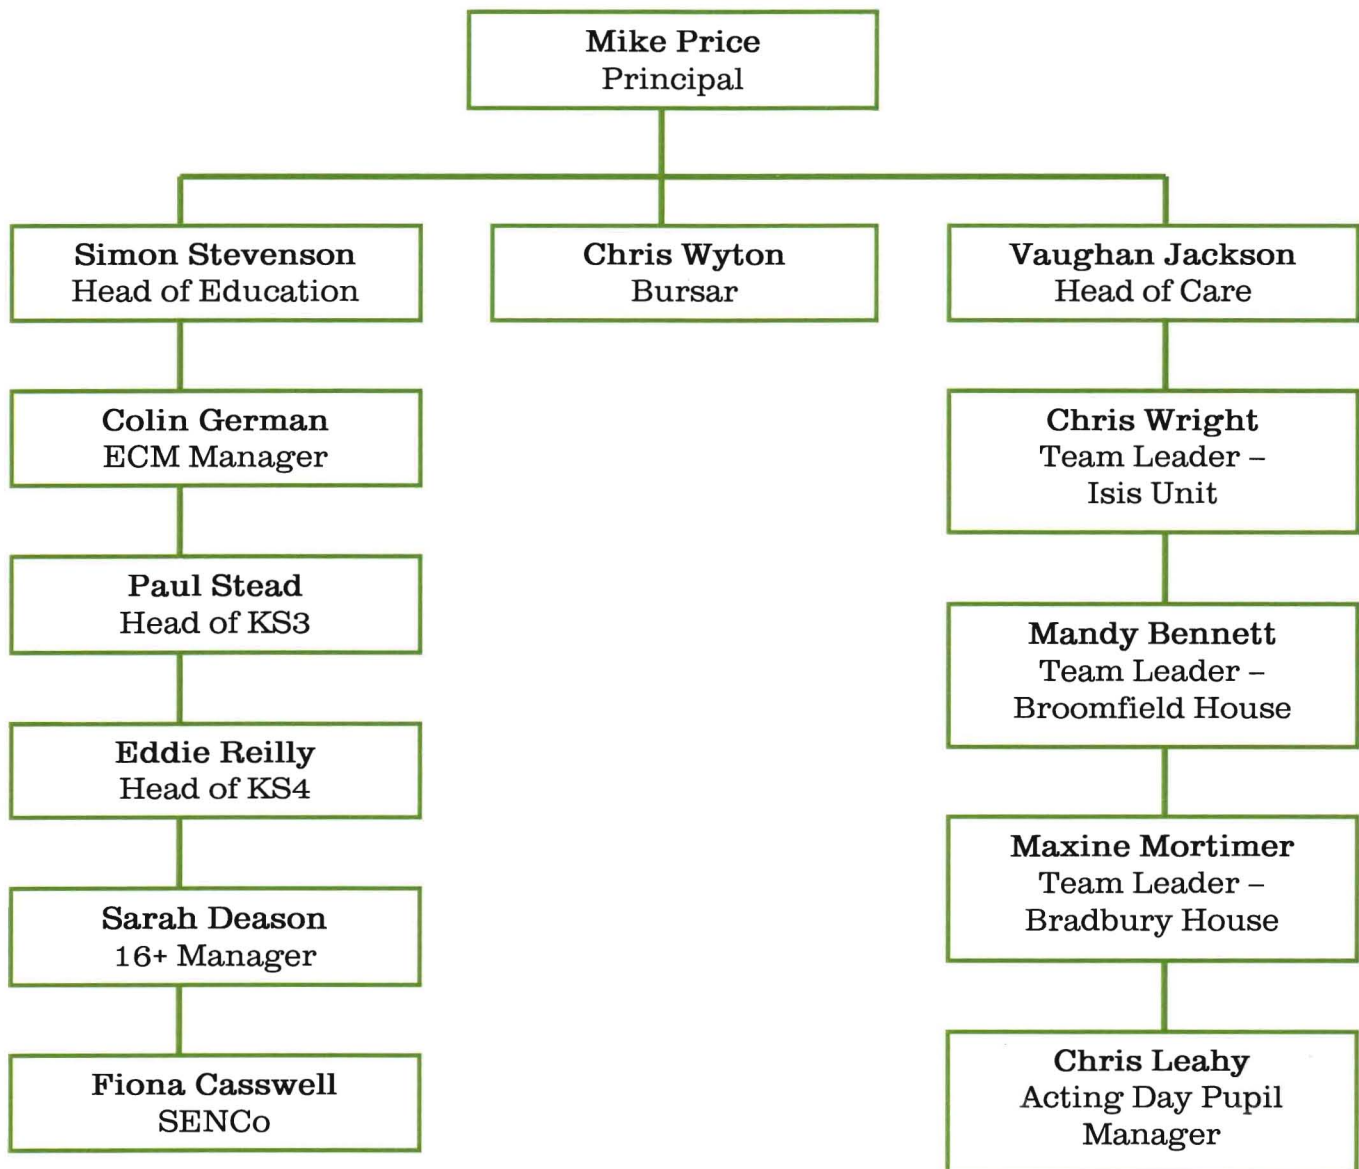 Mike Price
Principal
Simon Stevenson
Head of Education
Chris Wyton
Bursar
Vaughan Jackson
Head of Care
Colin German
ECM Manager
Paul Stead
Head of KS3
Eddie Reilly
Head of KS4
Sarah Deason
16+ Manager
Fiona Casswell
SENCo
Chris Wright
Team Leader –
Isis Unit
Mandy Bennett
Team Leader –
Broomfield House
Maxine Mortimer
Team Leader –
Bradbury House
Chris Leahy
Acting Day Pupil
Manager